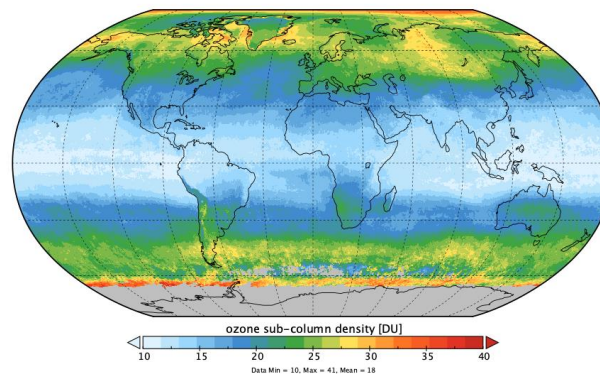 ozone sub-column density [DU]
10 15 20 25 30 35 40
Data Min = 10, Max = 41, Mean = 18